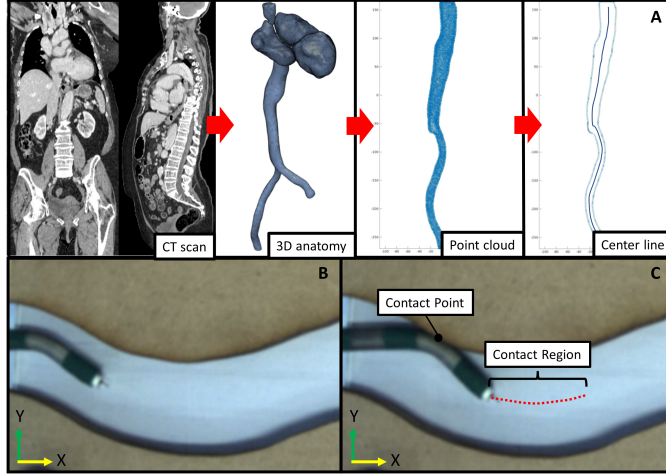 A
CT scan
3D anatomy
Point cloud
Center line
B
C
Contact Point
Contact Region
Y
X
Y
X